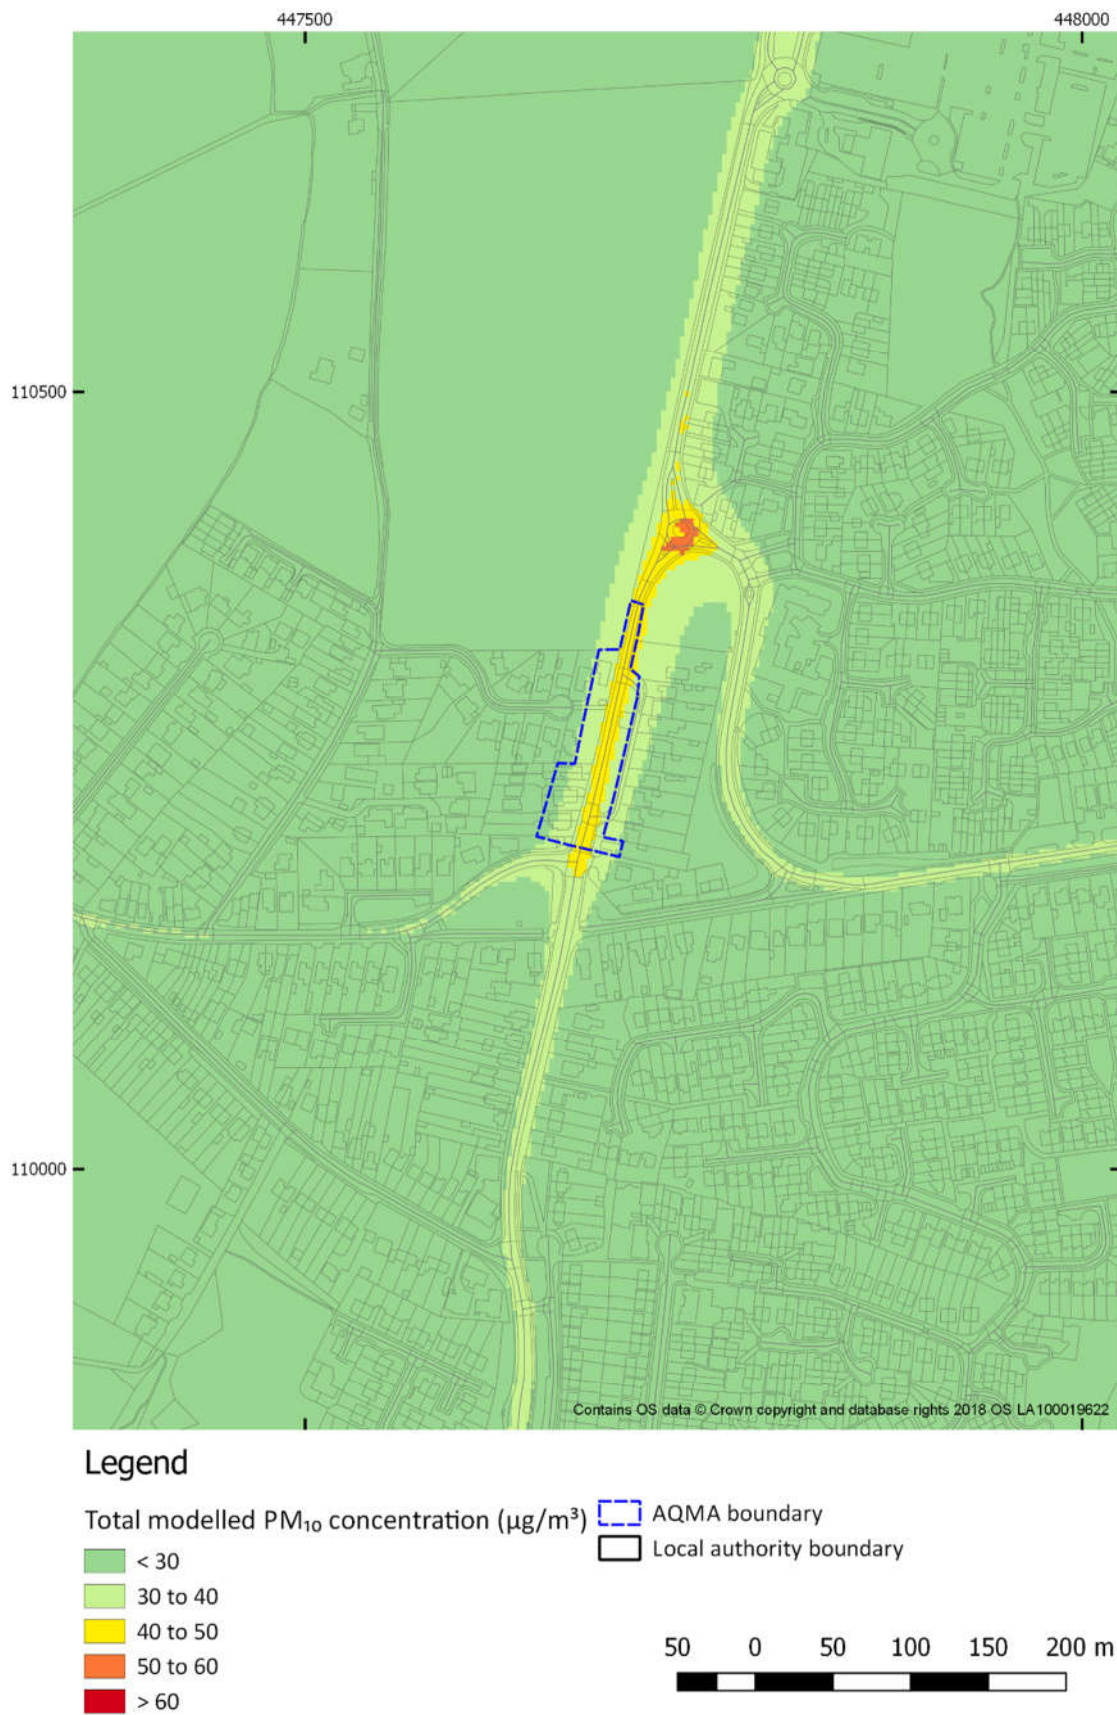 447500 448000
110500
110000
Contains OS data © Crown copyright and database rights 2018 OS LA100019622
Legend
Total modelled PM₁₀ concentration (µg/m³)
< 30
30 to 40
40 to 50
50 to 60
> 60
AQMA boundary
Local authority boundary
50 0 50 100 150 200 m